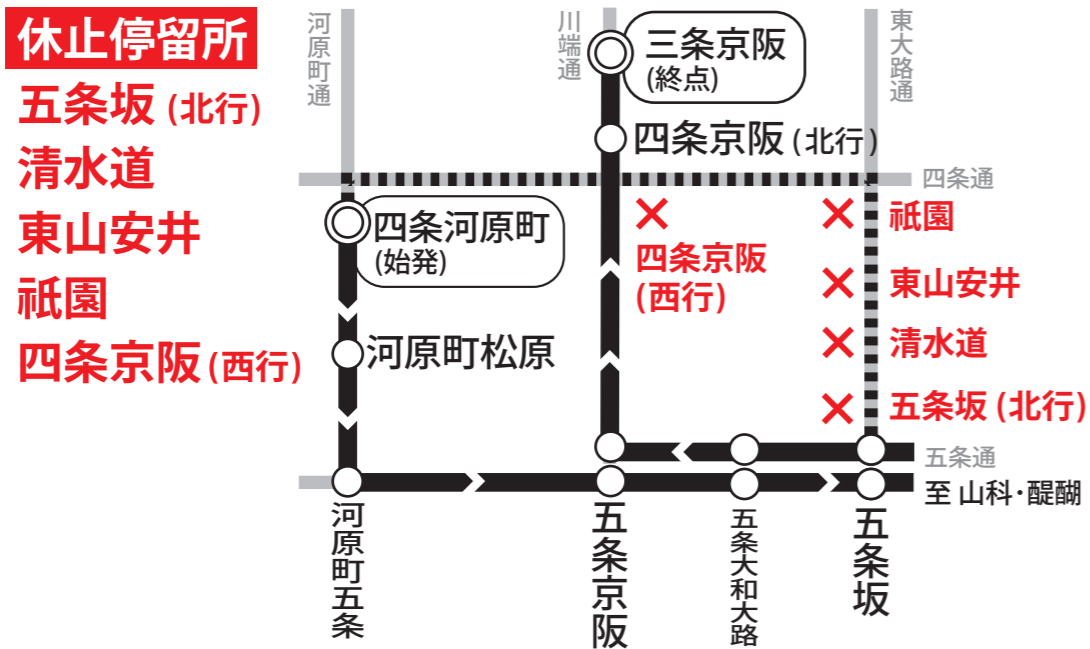 休止停留所
五条坂 (北行)
清水道
東山安井
祇園
四条京阪 (西行)
河原町通
川端通
東大路通
三条京阪
(終点)
四条京阪 (北行)
四条通
四条河原町
(始発)
四条京阪
(西行)
祇園
東山安井
清水道
五条坂 (北行)
河原町松原
五条通
至 山科・醍醐
河原町五条
五条京阪
五条大和大路
五条坂